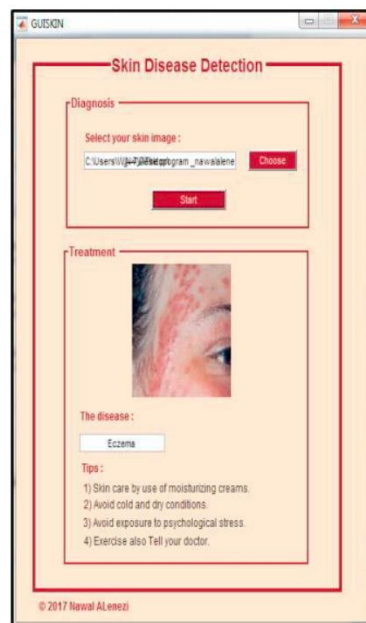 GUISKIN
Skin Disease Detection
Diagnosis
Select your skin image :
Choose
Start
Treatment
The disease :
Eczema
Tips :
1) Skin care by use of moisturizing creams.
2) Avoid cold and dry conditions.
3) Avoid exposure to psychological stress.
4) Exercise also Tell your doctor.
© 2017 Nawal ALenezi